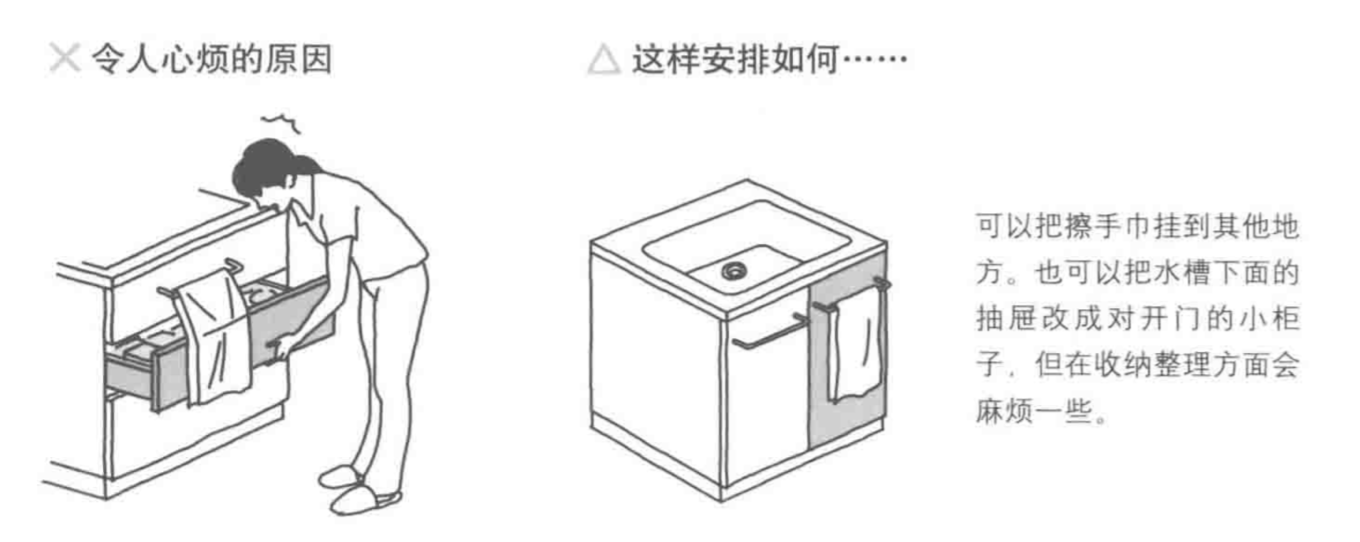 令人心烦的原因
这样安排如何……
可以把擦手巾挂到其他地
方。也可以把水槽下面的
抽屉改成对开门的小柜
子，但在收纳整理方面会
麻烦一些。